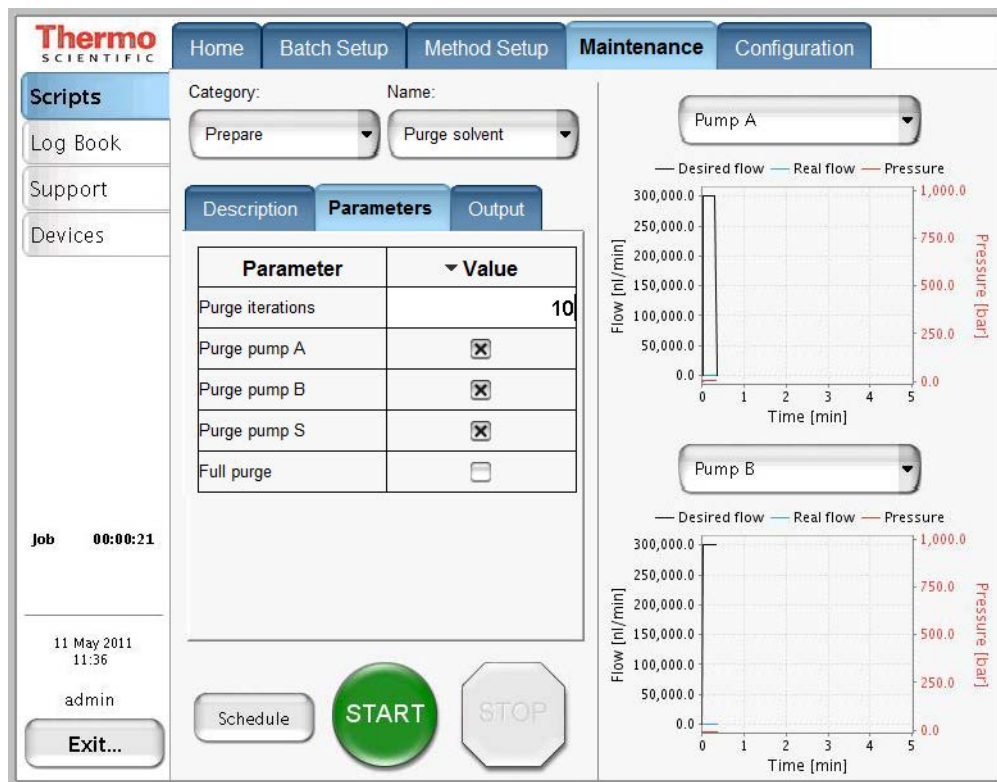 Thermo
SCIENTIFIC
Home
Batch Setup
Method Setup
Maintenance
Configuration
Scripts
Log Book
Support
Devices
Job 00:00:21
11 May 2011
11:36
admin
Exit...
Category:
Name:
Prepare
Purge solvent
Description
Parameters
Output
Parameter
Value
Purge iterations 10
Purge pump A
Purge pump B
Purge pump S
Full purge
Schedule
START
STOP
Pump A
Desired flow Real flow Pressure
Flow [nl/min]
300,000.0
250,000.0
200,000.0
150,000.0
100,000.0
50,000.0
0.0
1,000.0
750.0
500.0
250.0
0.0
Pressure [bar]
0 1 2 3 4 5
Time [min]
Pump B
Desired flow Real flow Pressure
Flow [nl/min]
300,000.0
250,000.0
200,000.0
150,000.0
100,000.0
50,000.0
0.0
1,000.0
750.0
500.0
250.0
0.0
Pressure [bar]
0 1 2 3 4 5
Time [min]